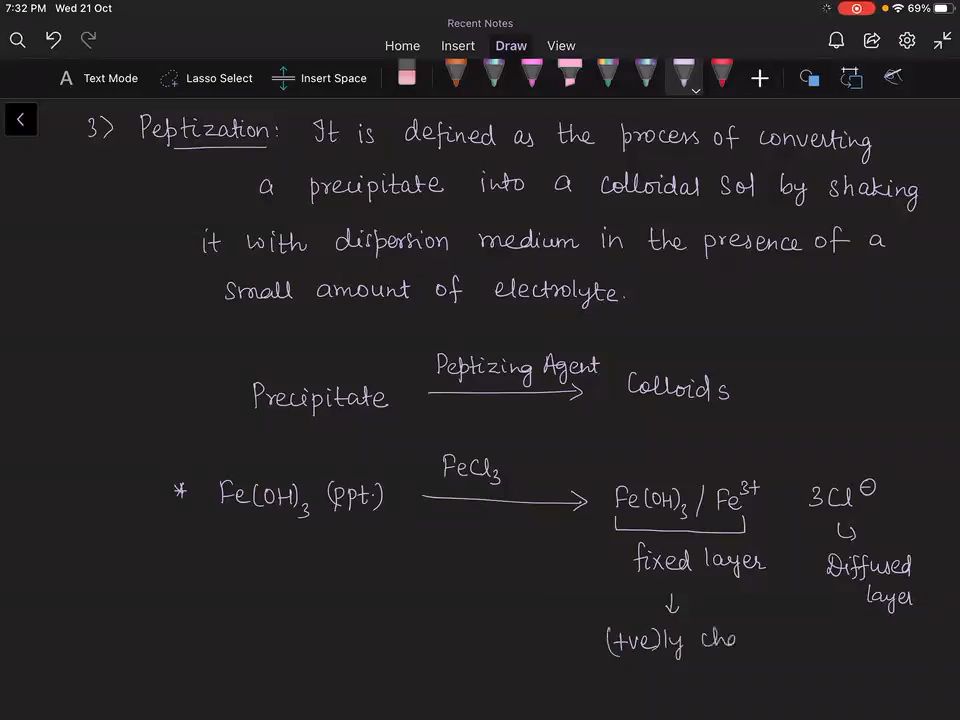 7:32 PM Wed 21 Oct
69%
Recent Notes
Home Insert Draw View
A Text Mode Lasso Select Insert Space
3> Peptization: It is defined as the process of converting
a precipitate into a colloidal sol by shaking
it with dispersion medium in the presence of a
small amount of electrolyte.
Peptizing Agent
Precipitate → Colloids
FeCl₃
* Fe(OH)₃ (ppt.) → Fe(OH)₃ / Fe³⁺ 3Cl⊖
fixed layer
Diffused
layer
↓
(+ve)ly cha